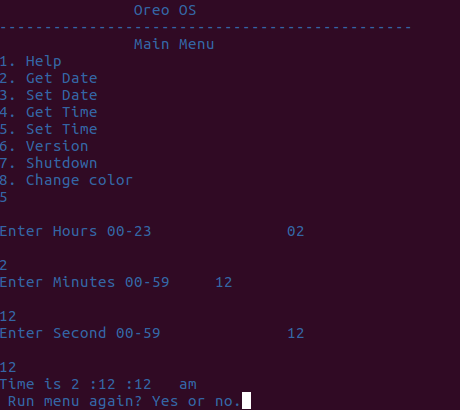 Oreo OS
----------------------------------------------
Main Menu
1. Help
2. Get Date
3. Set Date
4. Get Time
5. Set Time
6. Version
7. Shutdown
8. Change color
5
Enter Hours 00-23 02
2
Enter Minutes 00-59 12
12
Enter Second 00-59 12
12
Time is 2 :12 :12 am
Run menu again? Yes or no.